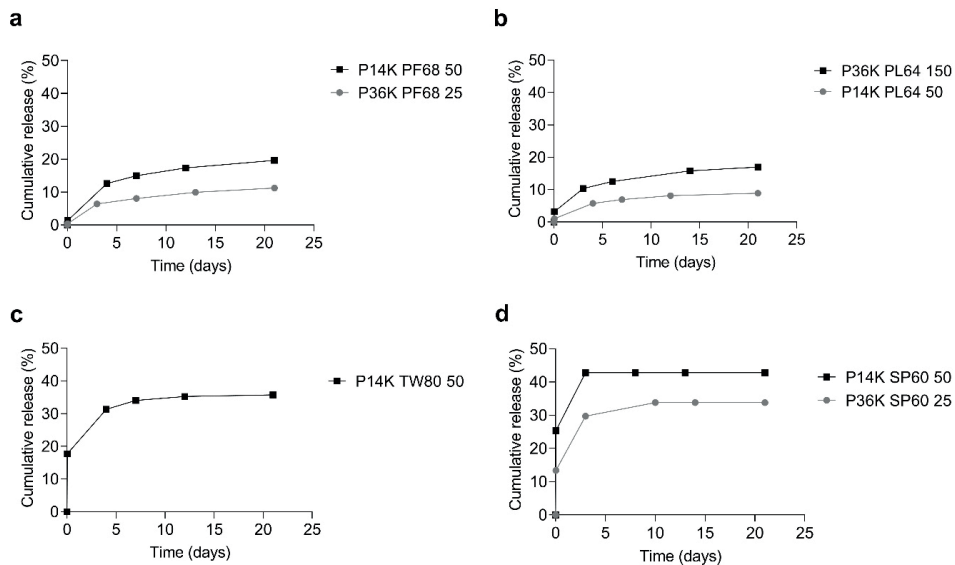 a
50
40
30
20
10
0
Cumulative release (%)
0 5 10 15 20 25
Time (days)
P14K PF68 50
P36K PF68 25
b
50
40
30
20
10
0
Cumulative release (%)
0 5 10 15 20 25
Time (days)
P36K PL64 150
P14K PL64 50
c
50
40
30
20
10
0
Cumulative release (%)
0 5 10 15 20 25
Time (days)
P14K TW80 50
d
50
40
30
20
10
0
Cumulative release (%)
0 5 10 15 20 25
Time (days)
P14K SP60 50
P36K SP60 25